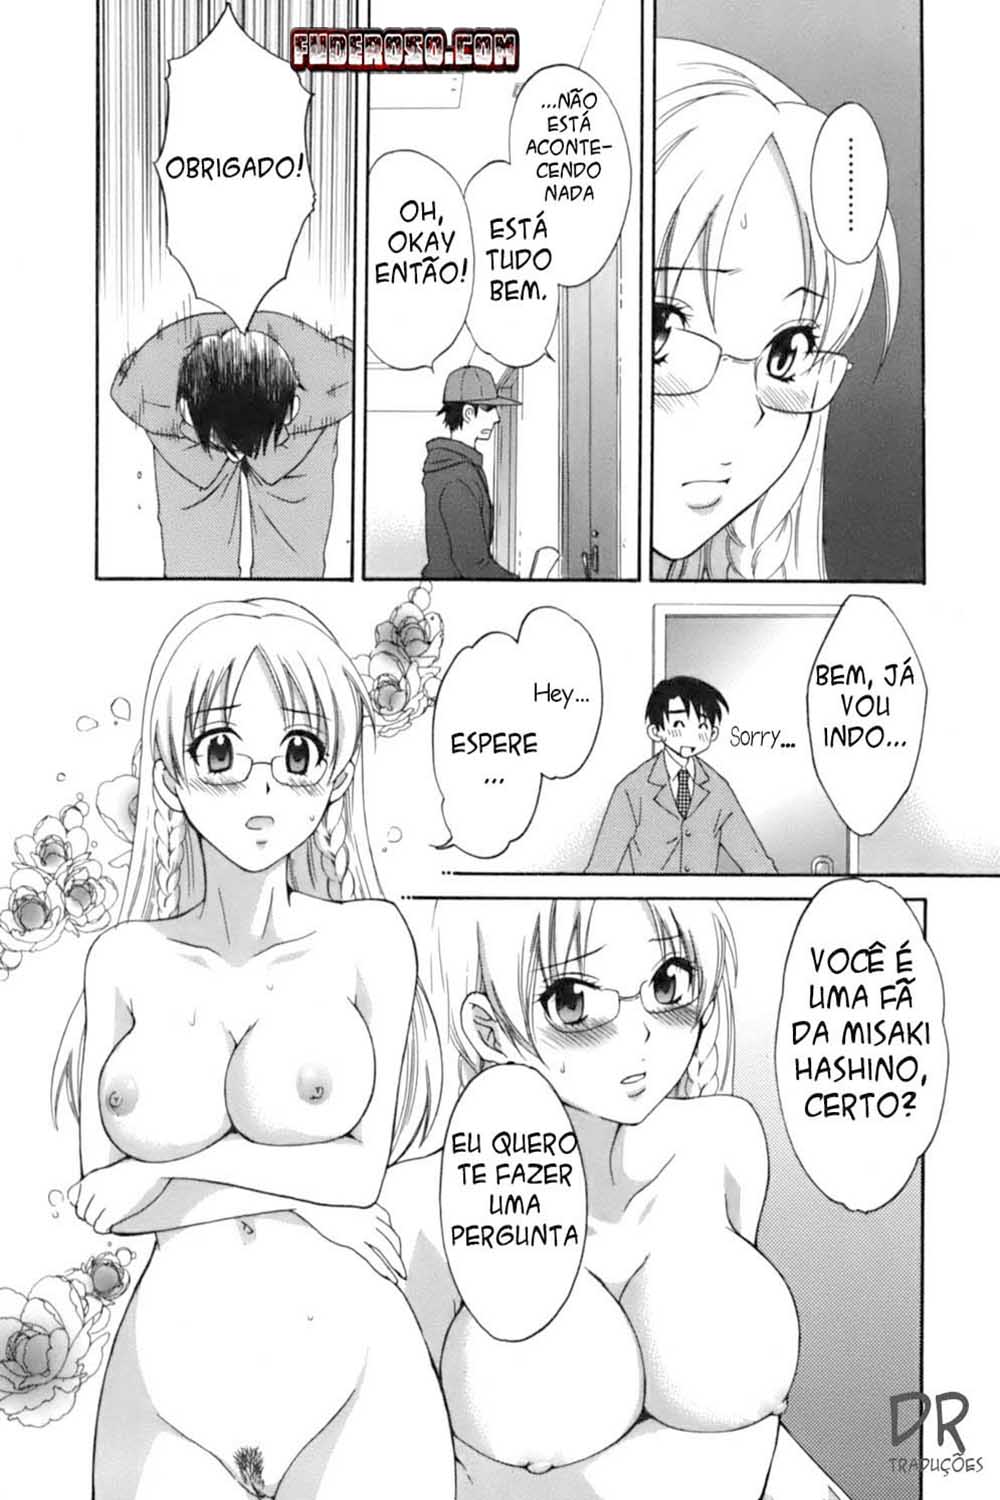 FUDEROSO.COM
..........
...NÃO
ESTÁ
ACONTE-
CENDO
NADA
ESTÁ
TUDO
BEM.
OH,
OKAY
ENTÃO!
OBRIGADO!
BEM, JÁ
VOU
INDO...
Sorry...
Hey...
ESPERE
...
VOCÊ É
UMA FÃ
DA MISAKI
HASHINO,
CERTO?
EU QUERO
TE FAZER
UMA
PERGUNTA
DR
TRADUÇÕES